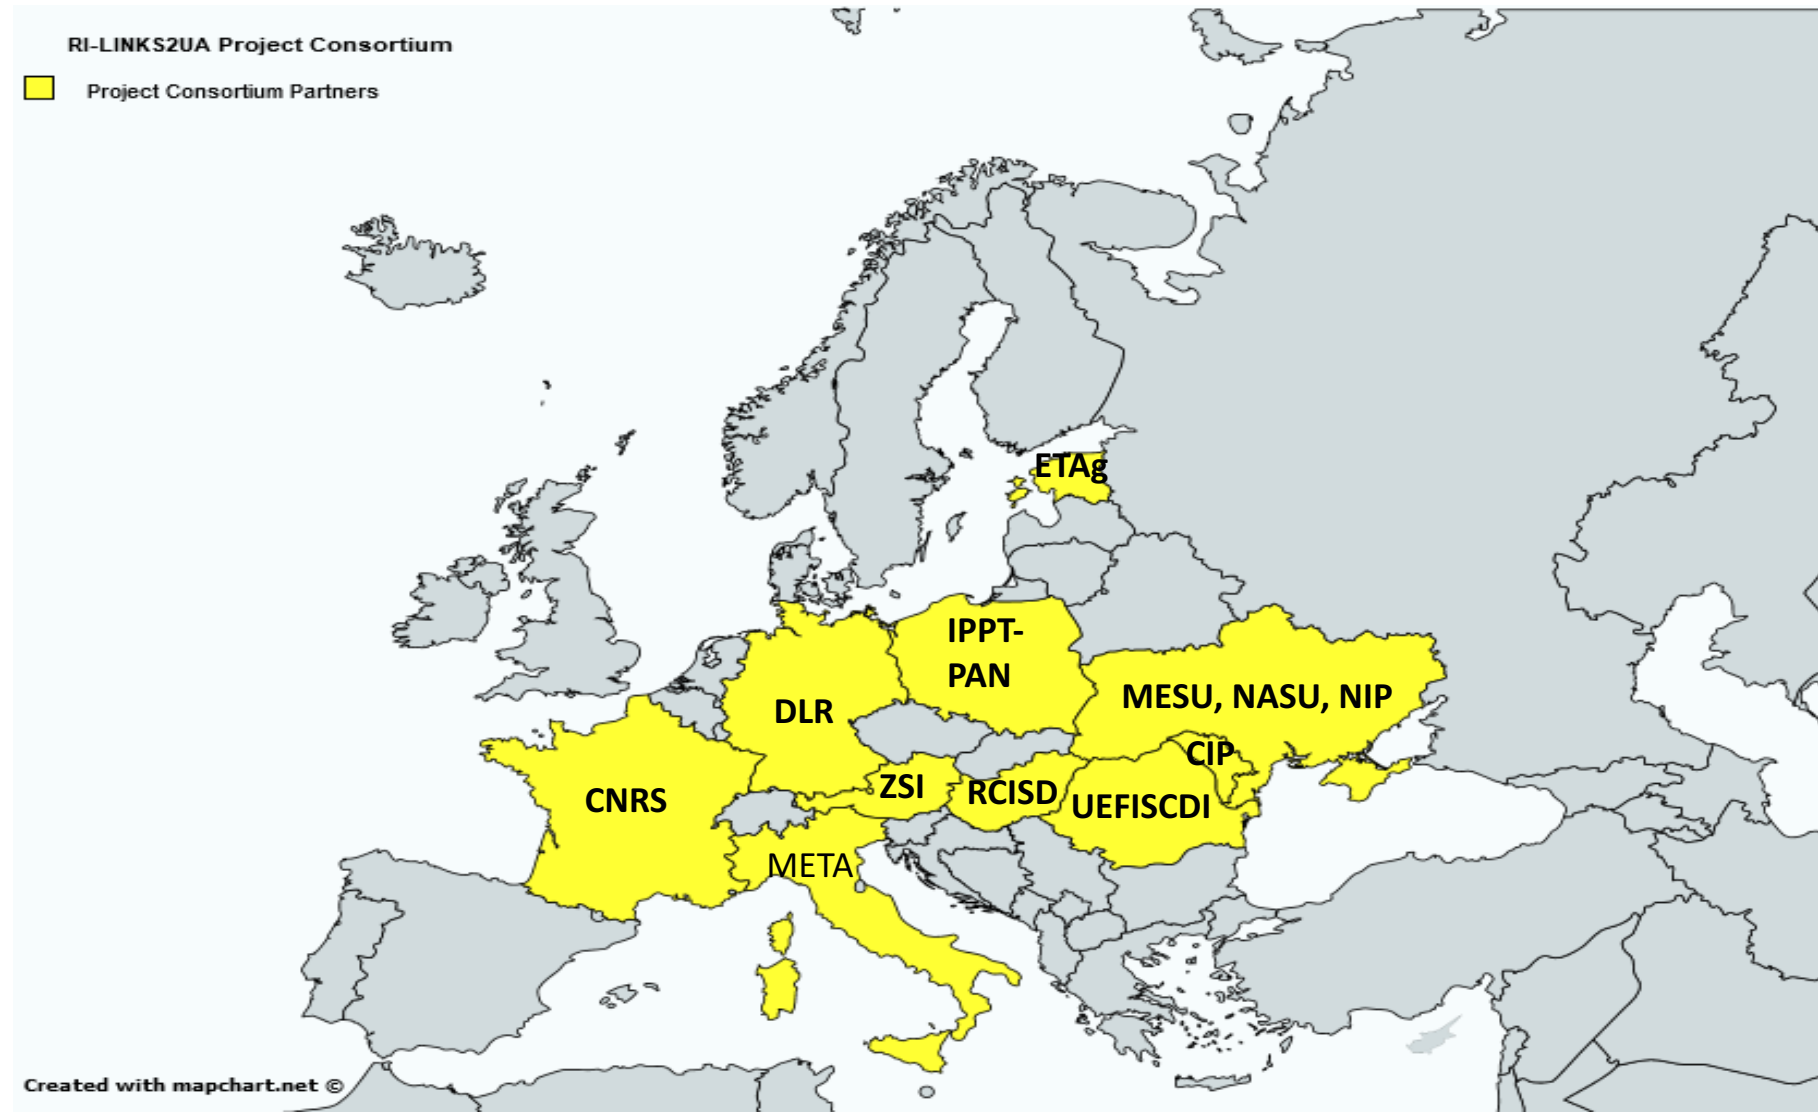 RI-LINKS2UA Project Consortium
Project Consortium Partners
ETAg
IPPT-
PAN
MESU, NASU, NIP
DLR
CIP
ZSI
RCISD
CNRS
UEFISCDI
META
Created with mapchart.net ©